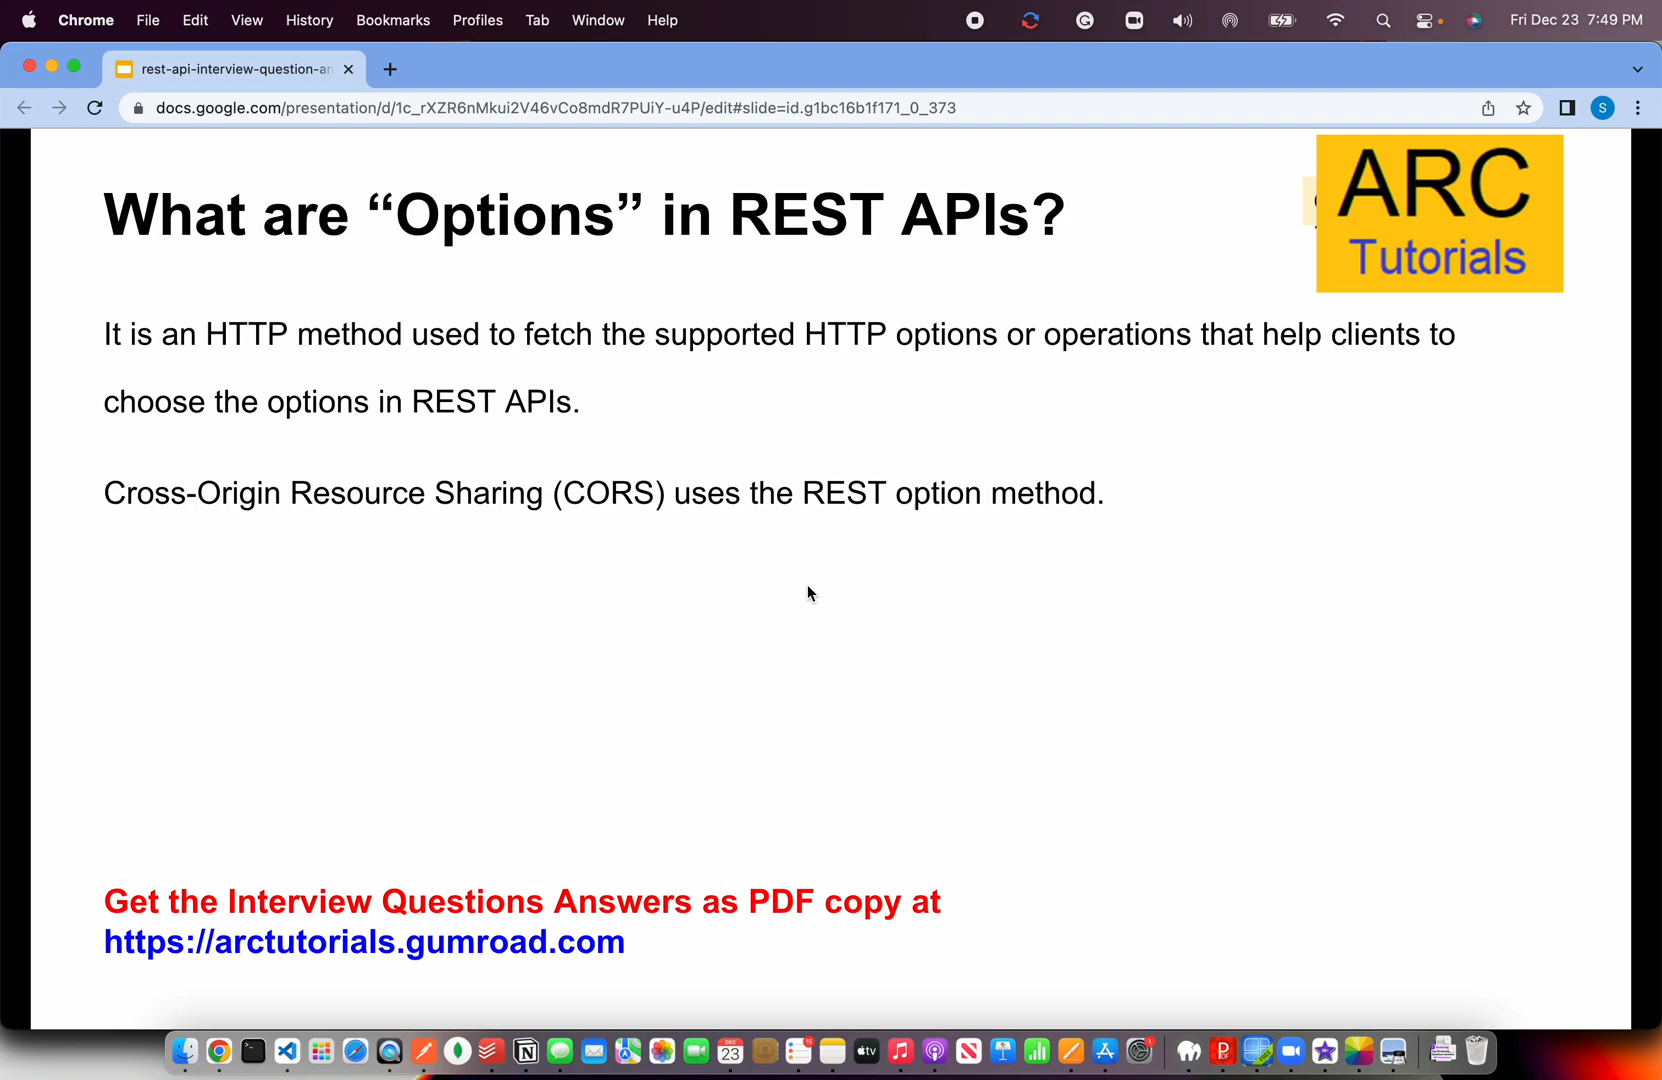 Chrome File Edit View History Bookmarks Profiles Tab Window Help Fri Dec 23 7:49 PM
rest-api-interview-question-an
docs.google.com/presentation/d/1c_rXZR6nMkui2V46vCo8mdR7PUiY-u4P/edit#slide=id.g1bc16b1f171_0_373 S
What are “Options” in REST APIs?
ARC
Tutorials
It is an HTTP method used to fetch the supported HTTP options or operations that help clients to
choose the options in REST APIs.
Cross-Origin Resource Sharing (CORS) uses the REST option method.
Get the Interview Questions Answers as PDF copy at
https://arctutorials.gumroad.com
DEC
23
tv